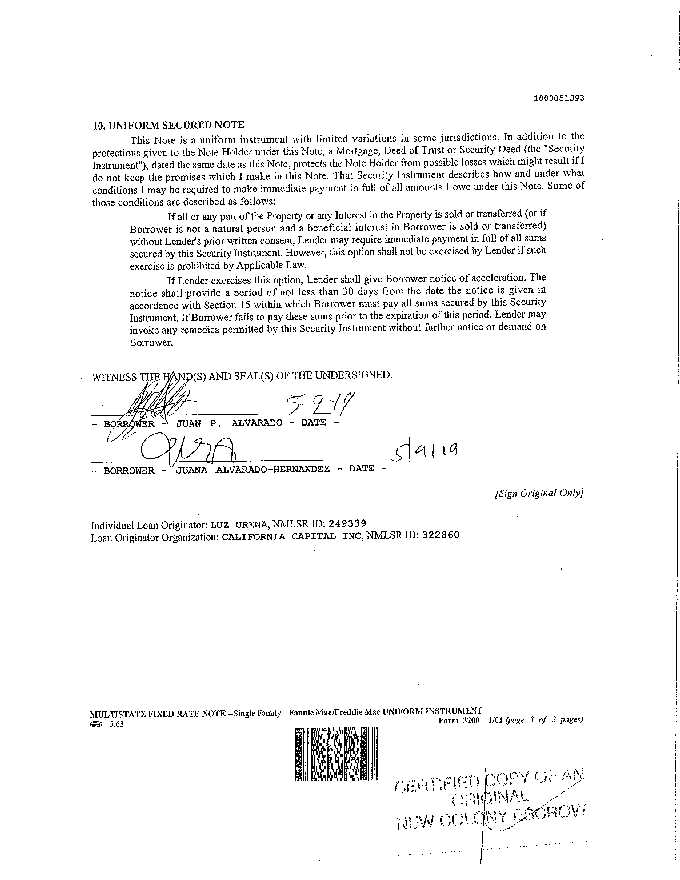 1000051393
10. UNIFORM SECURED NOTE
This Note is a uniform instrument with limited variations in some jurisdictions. In addition to the
protections given to the Note Holder under this Note, a Mortgage, Deed of Trust or Security Deed (the "Security
Instrument"), dated the same date as this Note, protects the Note Holder from possible losses which might result if I
do not keep the promises which I make in this Note. That Security Instrument describes how and under what
conditions I may be required to make immediate payment in full of all amounts I owe under this Note. Some of
those conditions are described as follows:
If all or any part of the Property or any Interest in the Property is sold or transferred (or if
Borrower is not a natural person and a beneficial interest in Borrower is sold or transferred)
without Lender's prior written consent, Lender may require immediate payment in full of all sums
secured by this Security Instrument. However, this option shall not be exercised by Lender if such
exercise is prohibited by Applicable Law.
If Lender exercises this option, Lender shall give Borrower notice of acceleration. The
notice shall provide a period of not less than 30 days from the date the notice is given in
accordance with Section 15 within which Borrower must pay all sums secured by this Security
Instrument. If Borrower fails to pay these sums prior to the expiration of this period, Lender may
invoke any remedies permitted by this Security Instrument without further notice or demand on
Borrower.
WITNESS THE HAND(S) AND SEAL(S) OF THE UNDERSIGNED.
- BORROWER - JUAN P. ALVARADO - DATE -
5/9/19
- BORROWER - JUANA ALVARADO-HERNANDEZ - DATE -
[Sign Original Only]
Individual Loan Originator: LUZ URENA, NMLSR ID: 249339
Loan Originator Organization: CALIFORNIA CAPITAL INC, NMLSR ID: 322860
MULTISTATE FIXED RATE NOTE -Single Family - Fannie Mae/Freddie Mac UNIFORM INSTRUMENT
Form 3200 1/01 (page 3 of 3 pages)
CERTIFIED COPY OF AN
ORIGINAL
NEW COLONY ESCROW